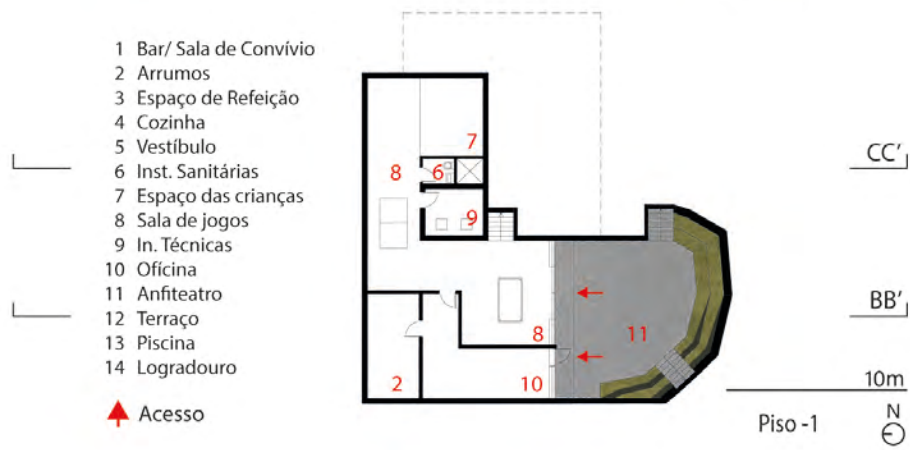 1 Bar/ Sala de Convívio
2 Arrumos
3 Espaço de Refeição
4 Cozinha
5 Vestíbulo
6 Inst. Sanitárias
7 Espaço das crianças
8 Sala de jogos
9 In. Técnicas
10 Oficina
11 Anfiteatro
12 Terraço
13 Piscina
14 Logradouro
Acesso
7
8
6
9
8
11
2
10
CC'
BB'
10m
Piso -1
N